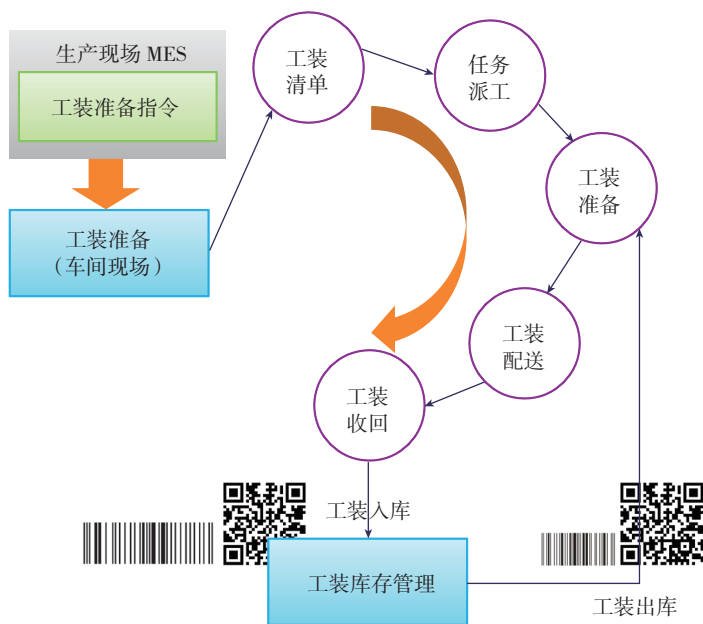 生产现场 MES
工装准备指令
工装准备
（车间现场）
工装
清单
任务
派工
工装
准备
工装
配送
工装
收回
工装入库
工装库存管理
工装出库